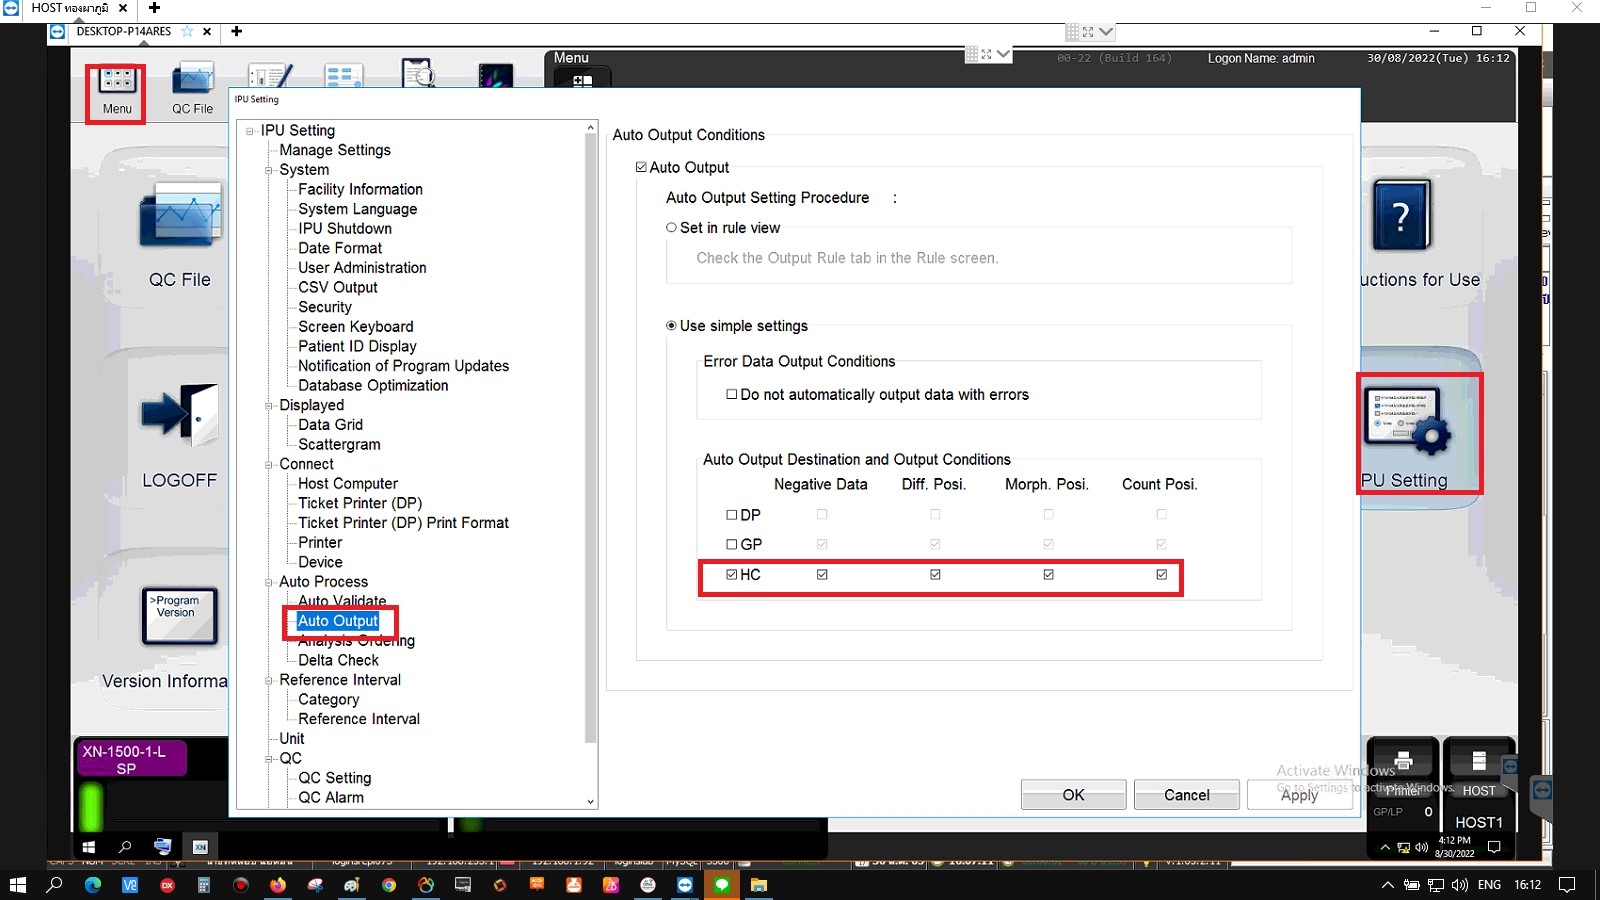 HOST ทองผาภูมิ
DESKTOP-P14ARES
Menu
QC File
Menu
00-22 (Build 164)
Logon Name: admin
30/08/2022(Tue) 16:12
IPU Setting
IPU Setting
Manage Settings
System
Facility Information
System Language
IPU Shutdown
Date Format
User Administration
CSV Output
Security
Screen Keyboard
Patient ID Display
Notification of Program Updates
Database Optimization
Displayed
Data Grid
Scattergram
Connect
Host Computer
Ticket Printer (DP)
Ticket Printer (DP) Print Format
Printer
Device
Auto Process
Auto Validate
Auto Output
Analysis Ordering
Delta Check
Reference Interval
Category
Reference Interval
Unit
QC
QC Setting
QC Alarm
Auto Output Conditions
Auto Output
Auto Output Setting Procedure :
Set in rule view
Check the Output Rule tab in the Rule screen.
Use simple settings
Error Data Output Conditions
Do not automatically output data with errors
Auto Output Destination and Output Conditions
Negative Data Diff. Posi. Morph. Posi. Count Posi.
DP
GP
HC
OK Cancel Apply
QC File
LOGOFF
>Program
Version
Version Informa
uctions for Use
PU Setting
XN-1500-1-L
SP
Activate Windows
Go to Settings to activate Windows.
Printer
GP/LP 0
HOST
HOST1
XN
4:12 PM
8/30/2022
ENG 16:12